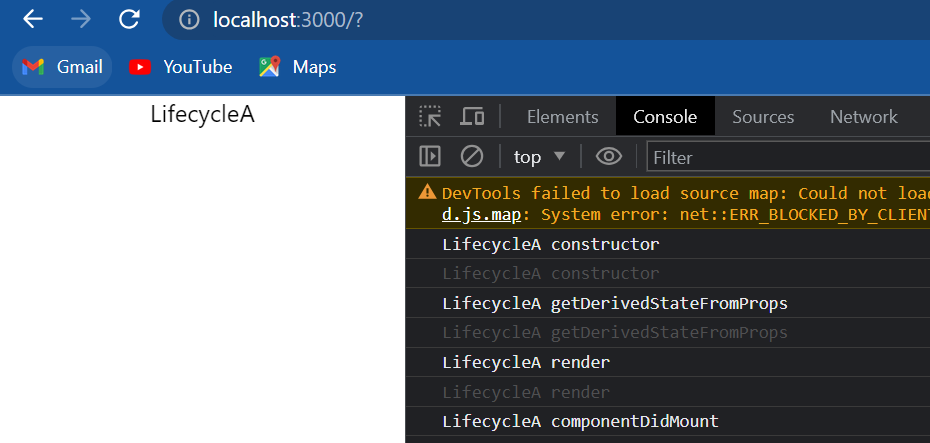 localhost:3000/?
Gmail YouTube Maps
LifecycleA
Elements Console Sources Network
top Filter
DevTools failed to load source map: Could not loa
d.js.map: System error: net::ERR_BLOCKED_BY_CLIENT
LifecycleA constructor
LifecycleA constructor
LifecycleA getDerivedStateFromProps
LifecycleA getDerivedStateFromProps
LifecycleA render
LifecycleA render
LifecycleA componentDidMount